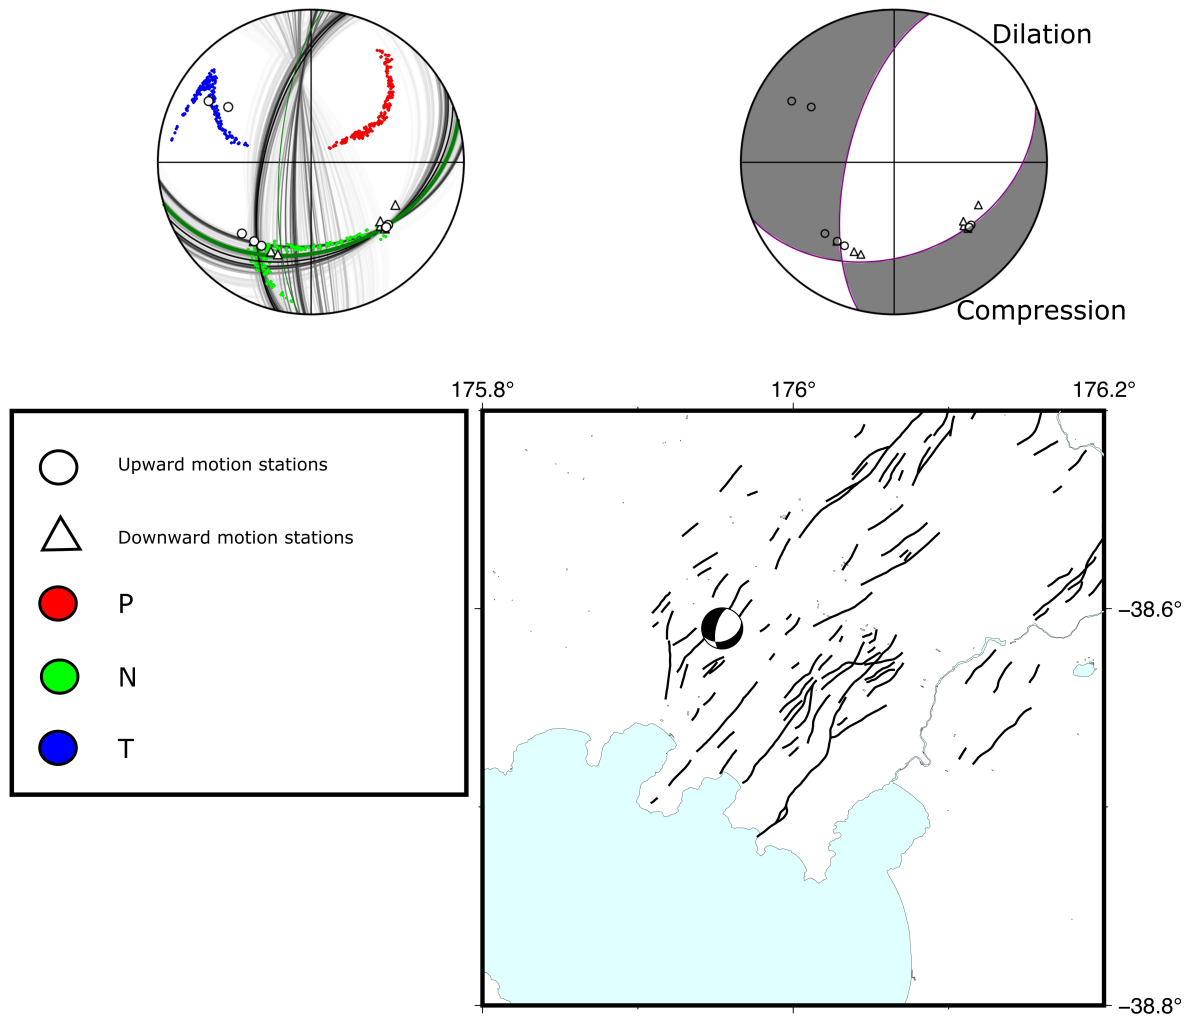 Dilation
Compression
175.8° 176° 176.2°
Upward motion stations
Downward motion stations
P
−38.6°
N
T
−38.8°